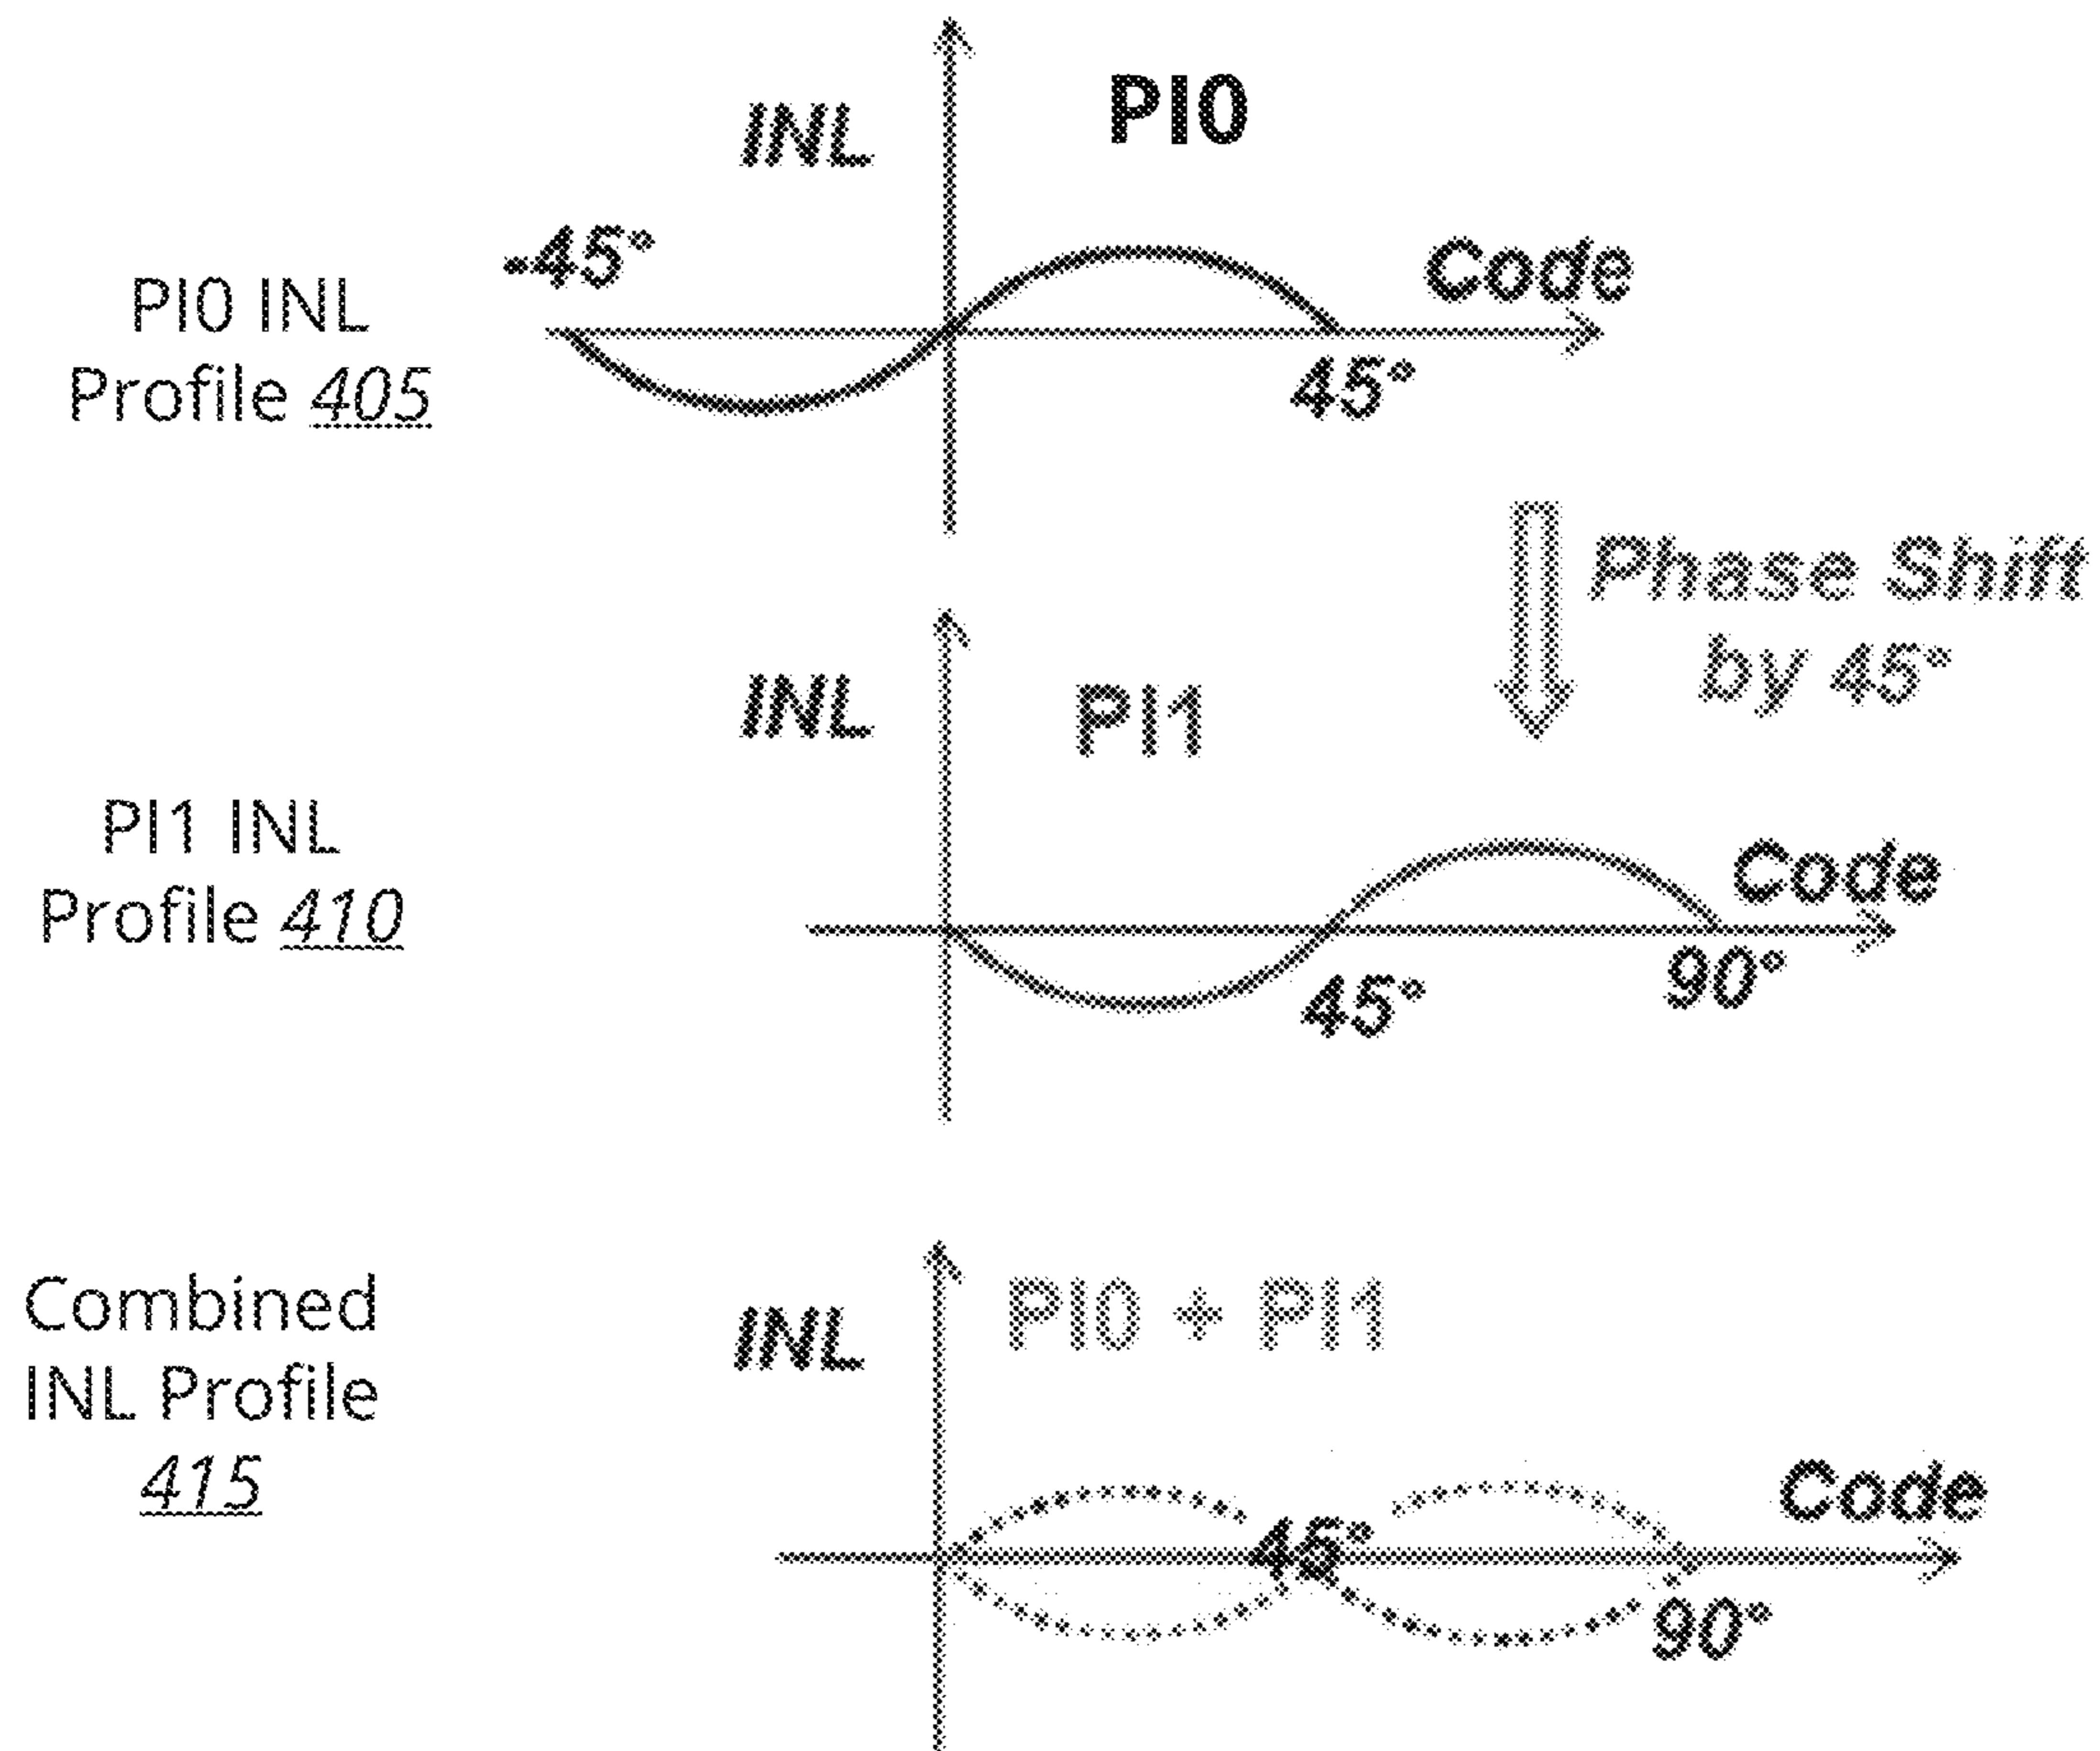 PI0
INL
-45°
Code
PI0 INL
Profile 405
45°
Phase Shift
by 45°
INL
PI1
PI1 INL
Profile 410
Code
45°
90°
Combined
INL Profile
415
INL
PI0 + PI1
Code
45°
90°